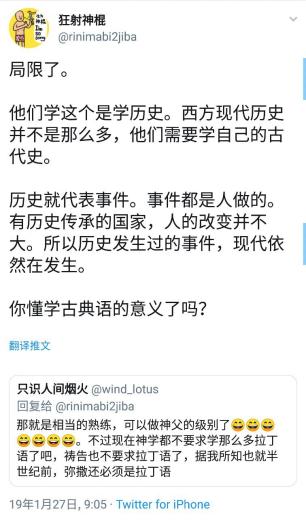 狂射神棍
@rinimabi2jiba
局限了。
他们学这个是学历史。西方现代历史
并不是那么多，他们需要学自己的古
代史。
历史就代表事件。事件都是人做的。
有历史传承的国家，人的改变并不
大。所以历史发生过的事件，现代依
然在发生。
你懂学古典语的意义了吗？
翻译推文
只识人间烟火 @wind_lotus
回复给 @rinimabi2jiba
那就是相当的熟练，可以做神父的级别了😄😄😄
😄😄😄😄😄。不过现在神学都不要求学那么多拉丁
语了吧，祷告也不要求拉丁语了，据我所知也就半
世纪前，弥撒还必须是拉丁语
19年1月27日, 9:05 · Twitter for iPhone